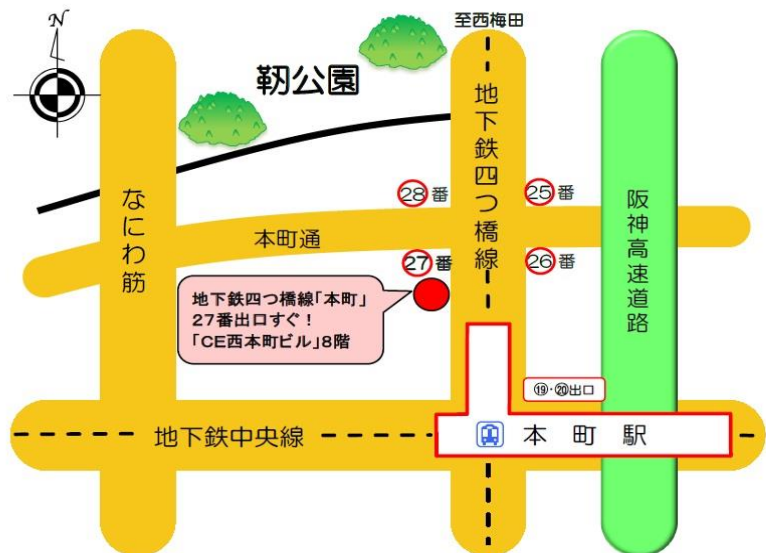 N
至西梅田
靭公園
地下鉄四つ橋線
なにわ筋
阪神高速道路
28番
25番
本町通
27番
26番
地下鉄四つ橋線「本町」
27番出口すぐ！
「CE西本町ビル」8階
⑲・⑳出口
地下鉄中央線
本町駅